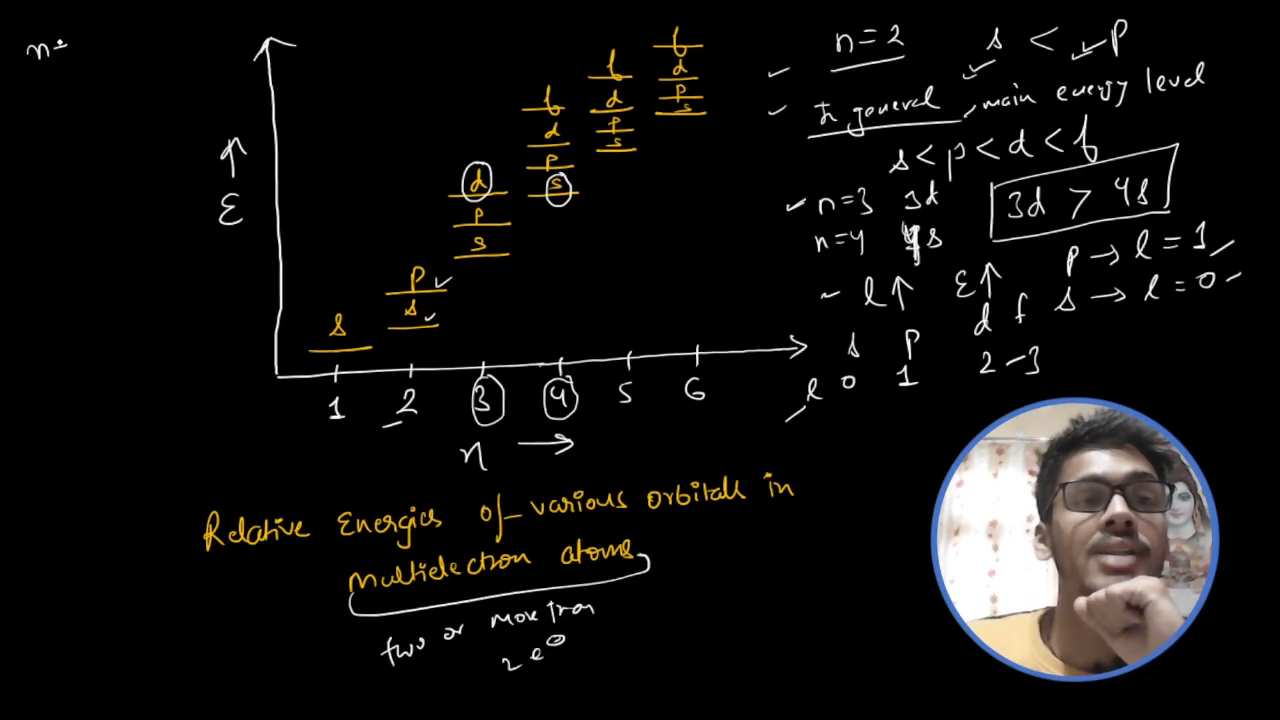 n=
n = 2 s < p
In general, main energy level
s < p < d < f
n=3 3d 3d > 4s
n=4 4s
p → l = 1
l ↑ ε ↑ s → l = 0
s p d f
l 0 1 2 3
ε ↑
f
f d
f d p
d p s
d s p
p s
s
p
s
s
1 2 3 4 5 6
n →
Relative Energies of various orbitals in
multielectron atoms
two or more than
2 e⊖